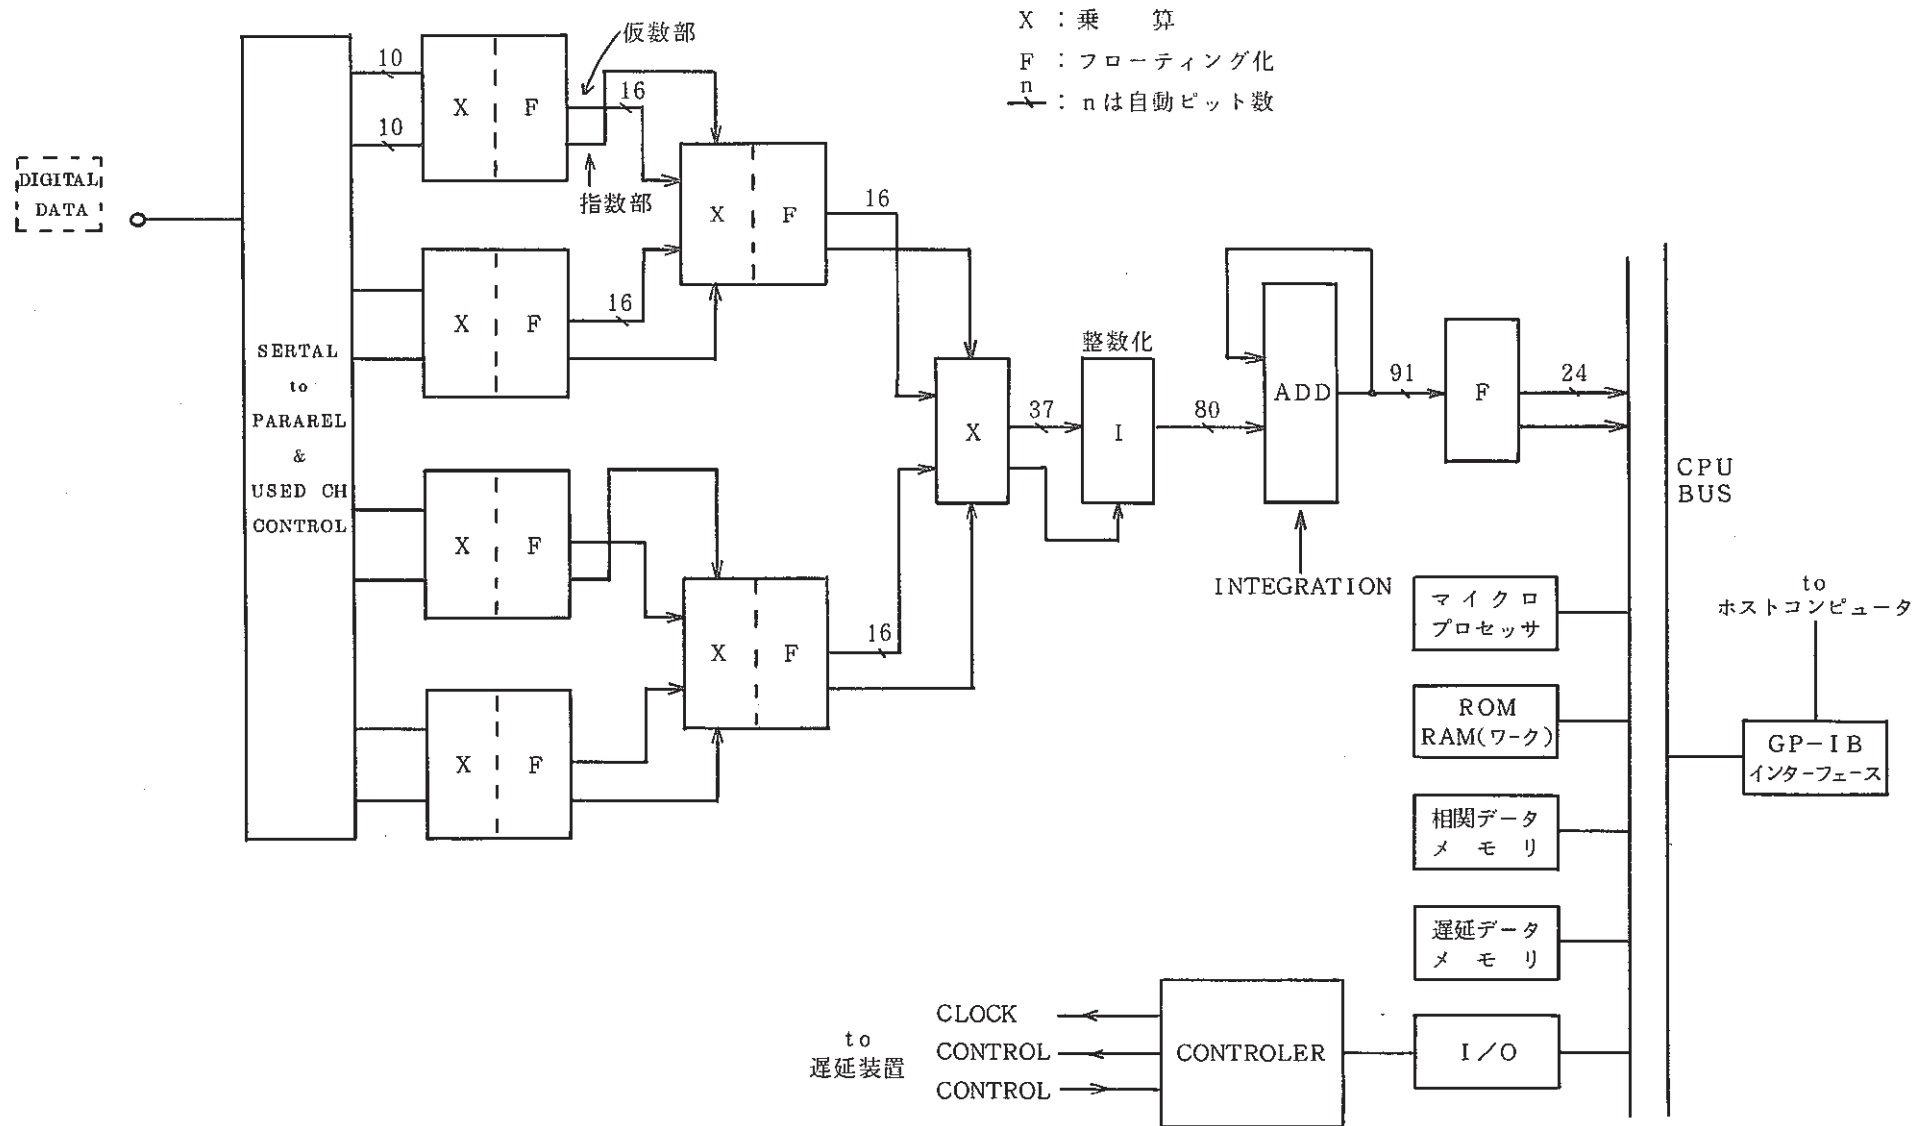 X ： 乗 算
F ： フローティング化
n
： nは自動ビット数
DIGITAL
DATA
SERTAL
to
PARAREL
&
USED CH
CONTROL
10
10
X F
仮数部
16
指数部
X F
16
X F
16
X F
X F
X F
16
X
37
整数化
I
80
ADD
INTEGRATION
91
F
24
CPU
BUS
マイクロ
プロセッサ
ROM
RAM(ワーク)
相関データ
メモリ
遅延データ
メモリ
I/O
CONTROLER
CLOCK
CONTROL
CONTROL
to
遅延装置
to
ホストコンピュータ
GP-IB
インターフェース